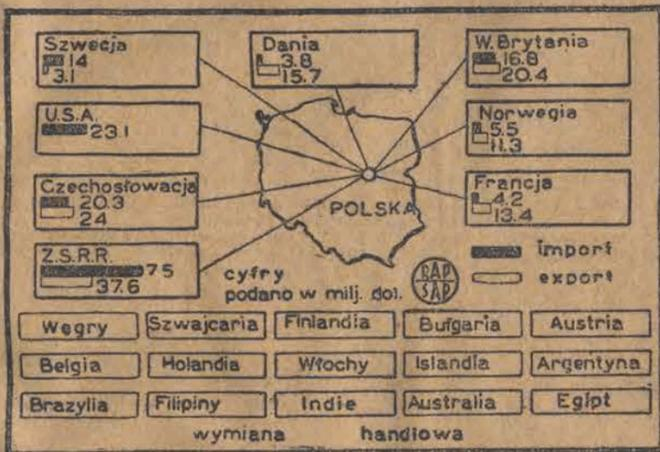 Szwecja
14
3.1
Dania
3.8
15.7
W. Brytania
16.8
20.4
U.S.A.
23.1
Norwegia
5.5
11.3
Czechosłowacja
20.3
24
Francja
4.2
13.4
POLSKA
Z.S.R.R.
75
37.6
cyfry
podano w milj. dol.
RAP
SAP
import
export
Węgry Szwajcaria Finlandia Bułgaria Austria
Belgia Holandia Włochy Islandia Argentyna
Brazylia Filipiny Indie Australia Egipt
wymiana handlowa